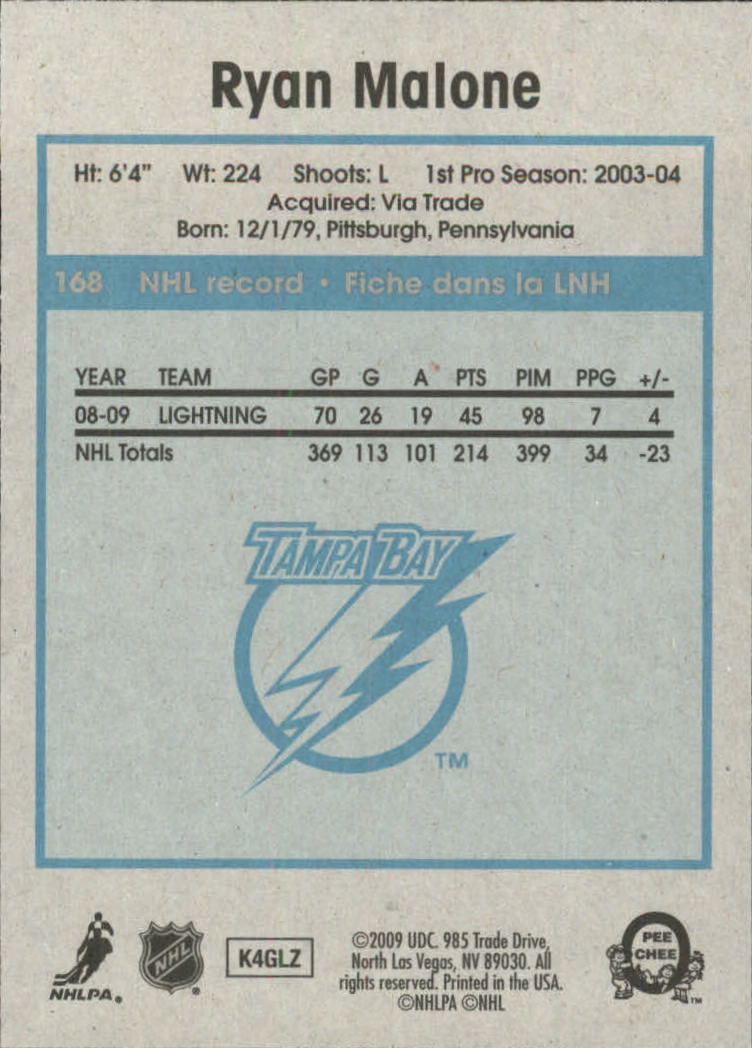 Ryan Malone
Ht: 6'4" Wt: 224 Shoots: L 1st Pro Season: 2003-04
Acquired: Via Trade
Born: 12/1/79, Pittsburgh, Pennsylvania
168 NHL record • Fiche dans la LNH
YEAR TEAM GP G A PTS PIM PPG +/-
08-09 LIGHTNING 70 26 19 45 98 7 4
NHL Totals 369 113 101 214 399 34 -23
TAMPA BAY
TM
NHLPA®
NHL ®
K4GLZ
©2009 UDC. 985 Trade Drive,
North Las Vegas, NV 89030. All
rights reserved. Printed in the USA.
©NHLPA ©NHL
O PEE
CHEE
TM